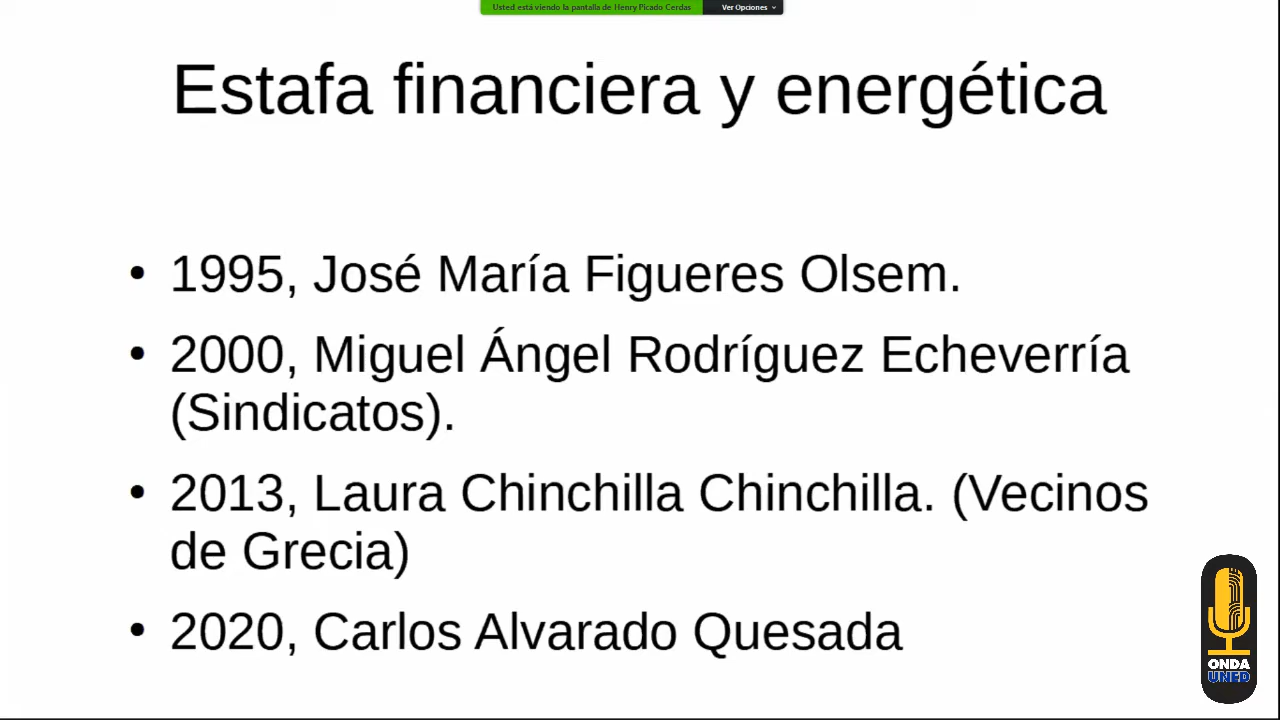 Usted está viendo la pantalla de Henry Picado Cerdas
Ver Opciones
Estafa financiera y energética
• 1995, José María Figueres Olsem.
• 2000, Miguel Ángel Rodríguez Echeverría
(Sindicatos).
• 2013, Laura Chinchilla Chinchilla. (Vecinos
de Grecia)
• 2020, Carlos Alvarado Quesada
ONDA
UNED